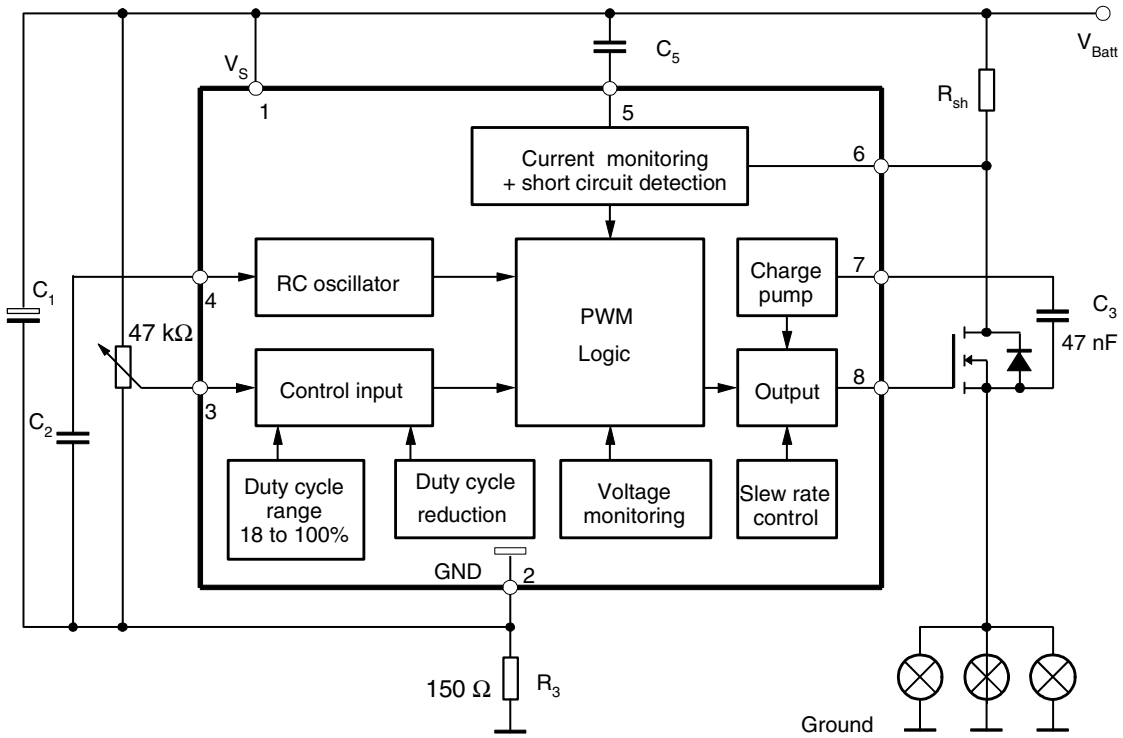 V_Batt
C_5
V_S
1
5
R_sh
Current monitoring
+ short circuit detection
6
RC oscillator
4
Charge
pump
7
C_1
C_3
47 nF
47 kΩ
PWM
Logic
Control input
3
Output
8
C_2
Duty cycle
range
18 to 100%
Duty cycle
reduction
Voltage
monitoring
Slew rate
control
GND
2
150 Ω
R_3
Ground